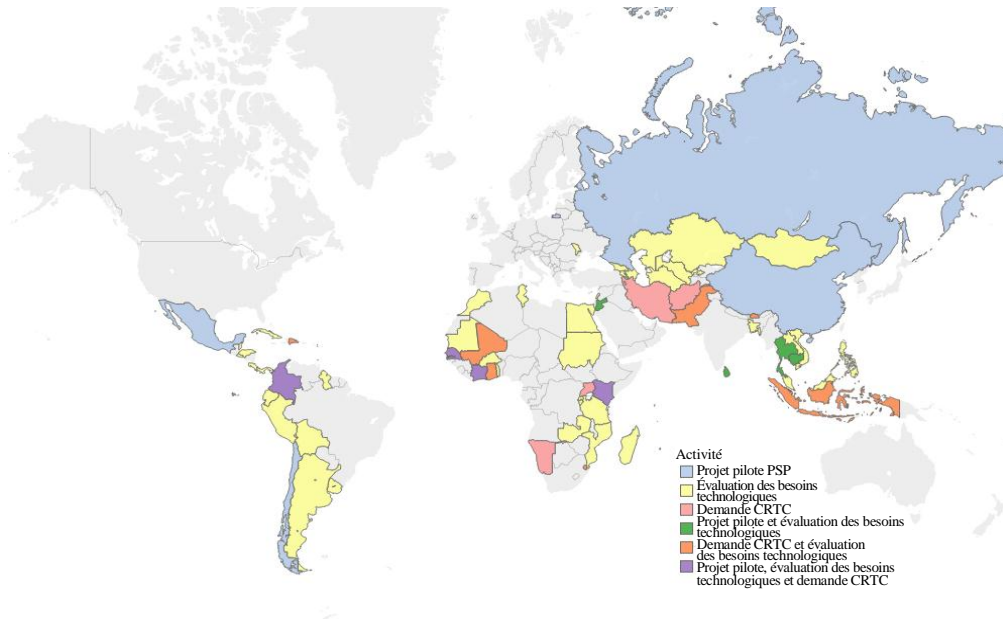 Activité
Projet pilote PSP
Évaluation des besoins
technologiques
Demande CRTC
Projet pilote et évaluation des besoins
technologiques
Demande CRTC et évaluation
des besoins technologiques
Projet pilote, évaluation des besoins
technologiques et demande CRTC